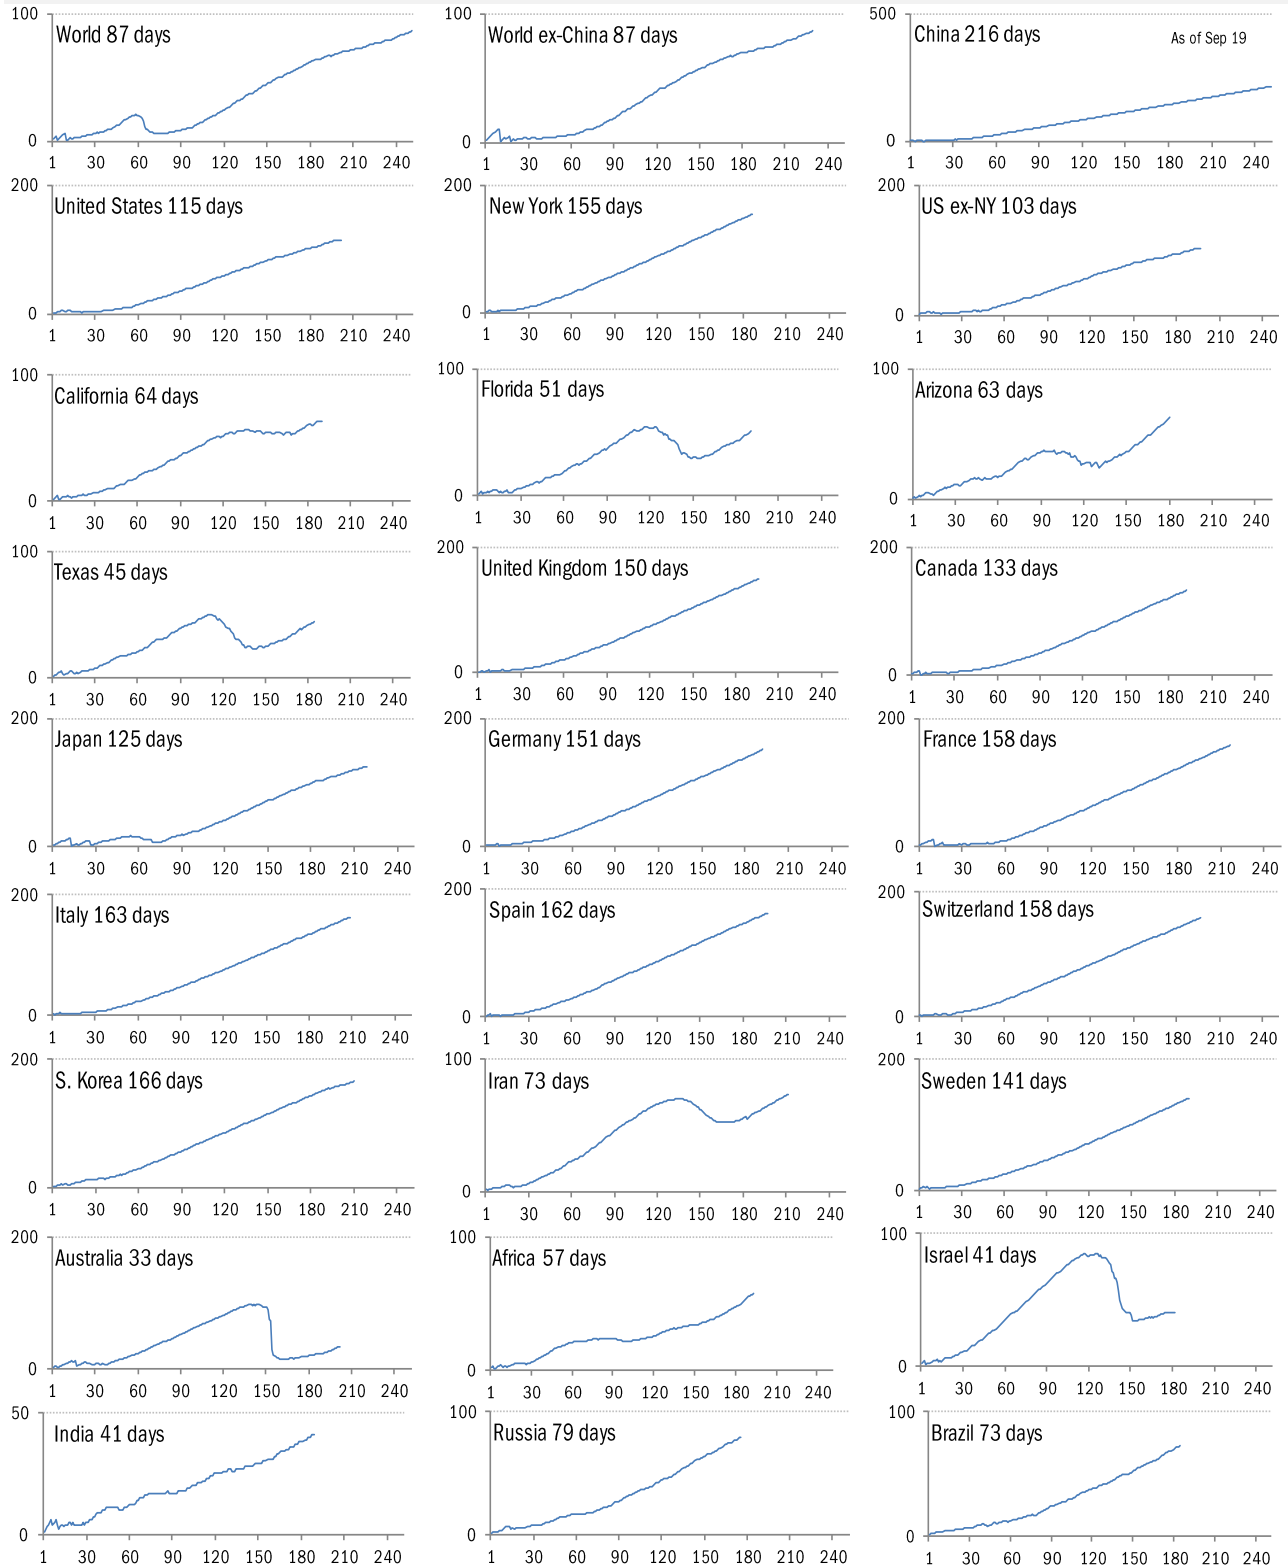 100 100 500
World 87 days World ex-China 87 days China 216 days As of Sep 19
0 0 0
1 30 60 90 120 150 180 210 240 1 30 60 90 120 150 180 210 240 1 30 60 90 120 150 180 210 240
200 200 200
United States 115 days New York 155 days US ex-NY 103 days
0 0 0
1 30 60 90 120 150 180 210 240 1 30 60 90 120 150 180 210 240 1 30 60 90 120 150 180 210 240
100 100 100
California 64 days Florida 51 days Arizona 63 days
0 0 0
1 30 60 90 120 150 180 210 240 1 30 60 90 120 150 180 210 240 1 30 60 90 120 150 180 210 240
100 200 200
Texas 45 days United Kingdom 150 days Canada 133 days
0 0 0
1 30 60 90 120 150 180 210 240 1 30 60 90 120 150 180 210 240 1 30 60 90 120 150 180 210 240
200 200 200
Japan 125 days Germany 151 days France 158 days
0 0 0
1 30 60 90 120 150 180 210 240 1 30 60 90 120 150 180 210 240 1 30 60 90 120 150 180 210 240
200 200 200
Italy 163 days Spain 162 days Switzerland 158 days
0 0 0
1 30 60 90 120 150 180 210 240 1 30 60 90 120 150 180 210 240 1 30 60 90 120 150 180 210 240
200 100 200
S. Korea 166 days Iran 73 days Sweden 141 days
0 0 0
1 30 60 90 120 150 180 210 240 1 30 60 90 120 150 180 210 240 1 30 60 90 120 150 180 210 240
200 100 100
Australia 33 days Africa 57 days Israel 41 days
0 0 0
1 30 60 90 120 150 180 210 240 1 30 60 90 120 150 180 210 240 1 30 60 90 120 150 180 210 240
50 100 100
India 41 days Russia 79 days Brazil 73 days
0 0 0
1 30 60 90 120 150 180 210 240 1 30 60 90 120 150 180 210 240 1 30 60 90 120 150 180 210 240